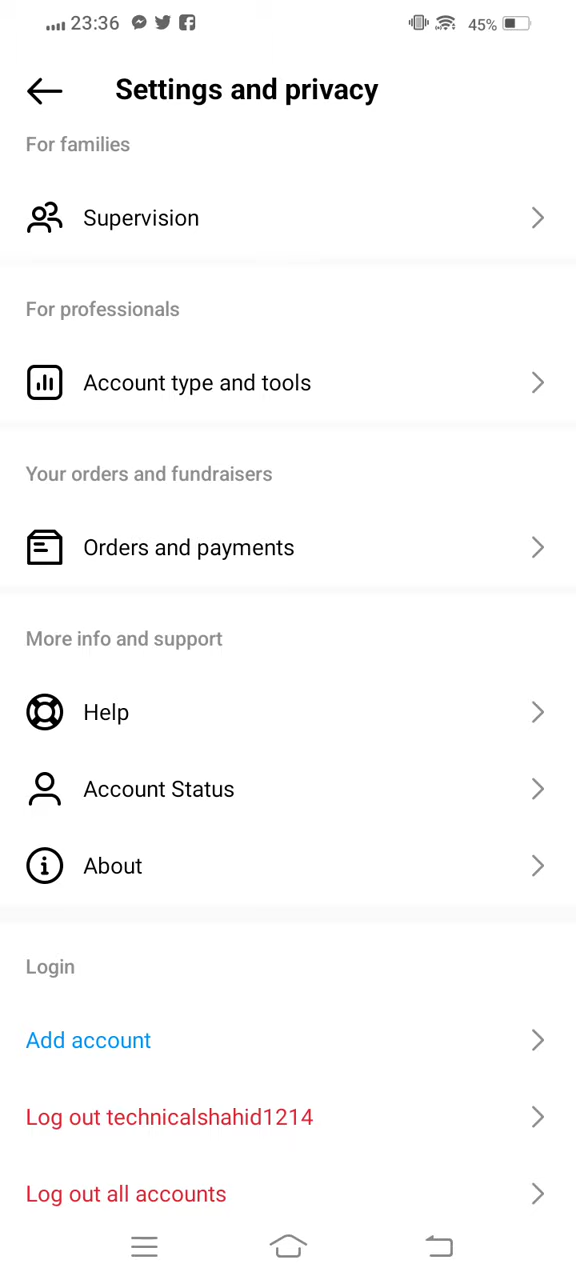 23:36
45%
Settings and privacy
For families
Supervision
For professionals
Account type and tools
Your orders and fundraisers
Orders and payments
More info and support
Help
Account Status
About
Login
Add account
Log out technicalshahid1214
Log out all accounts